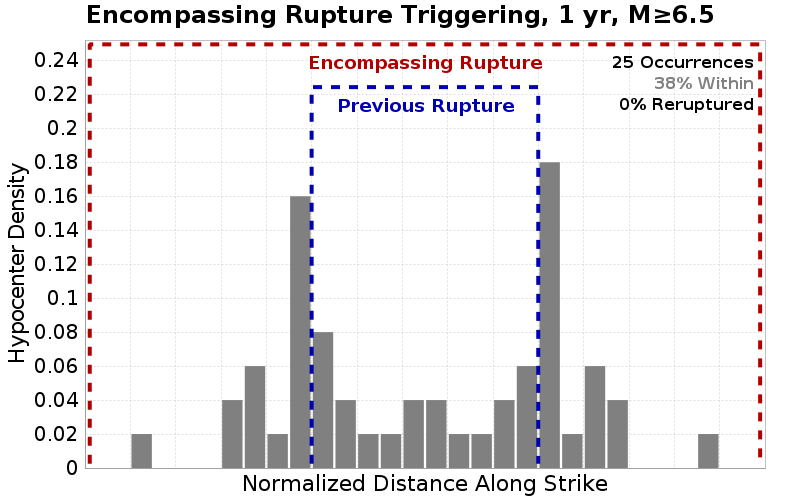 Encompassing Rupture Triggering, 1 yr, M≥6.5
Encompassing Rupture
25 Occurrences
38% Within
0% Reruptured
Previous Rupture
Hypocenter Density
0.24
0.22
0.2
0.18
0.16
0.14
0.12
0.1
0.08
0.06
0.04
0.02
0
Normalized Distance Along Strike